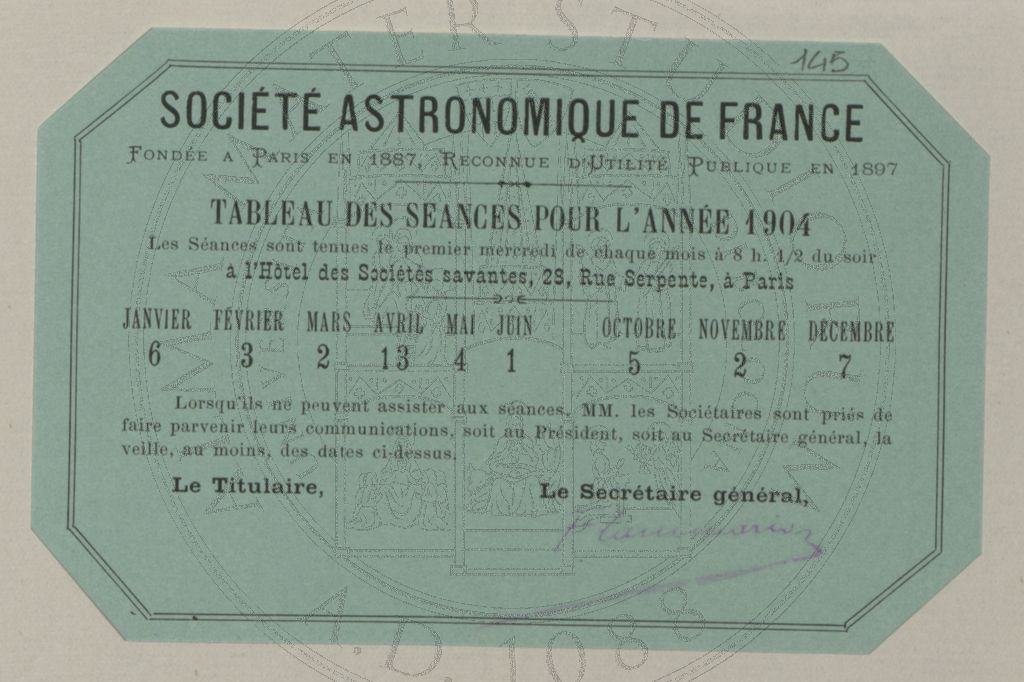 145
SOCIÉTÉ ASTRONOMIQUE DE FRANCE
FONDÉE A PARIS EN 1887, RECONNUE D'UTILITÉ PUBLIQUE EN 1897
TABLEAU DES SEANCES POUR L'ANNÉE 1904
Les Séances sont tenues le premier mercredi de chaque mois à 8 h. 1/2 du soir
à l'Hôtel des Sociétés savantes, 28, Rue Serpente, à Paris
JANVIER FÉVRIER MARS AVRIL MAI JUIN OCTOBRE NOVEMBRE DÉCEMBRE
6 3 2 13 4 1 5 2 7
Lorsqu'ils ne peuvent assister aux séances, MM. les Sociétaires sont priés de
faire parvenir leurs communications, soit au Président, soit au Secrétaire général, la
veille, au moins, des dates ci-dessus.
Le Titulaire, Le Secrétaire général,
Flammarion
A.D. 1088